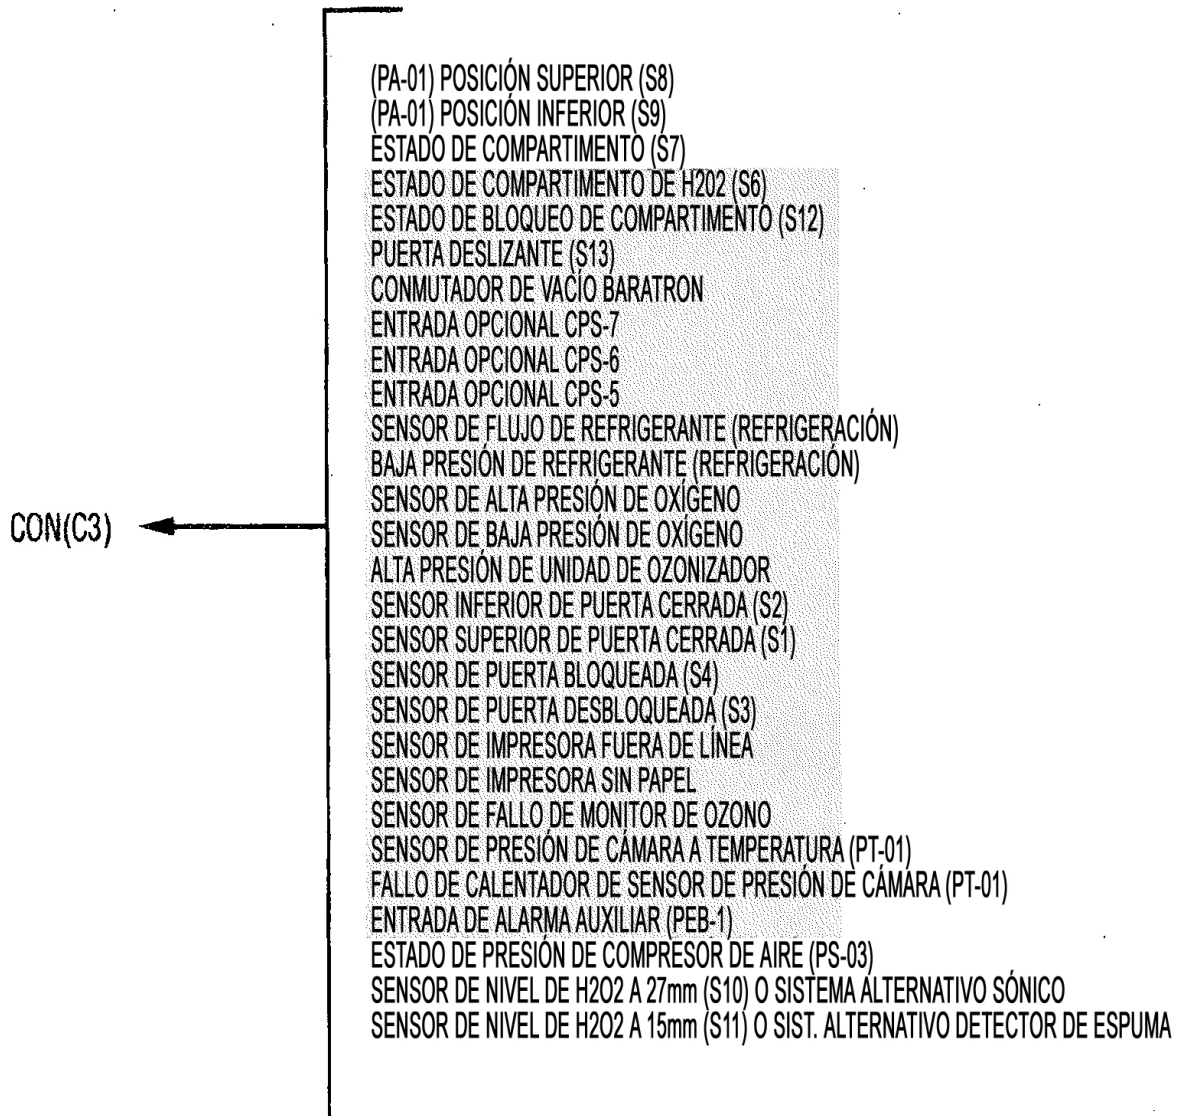 (PA-01) POSICIÓN SUPERIOR (S8)
(PA-01) POSICIÓN INFERIOR (S9)
ESTADO DE COMPARTIMENTO (S7)
ESTADO DE COMPARTIMENTO DE H202 (S6)
ESTADO DE BLOQUEO DE COMPARTIMENTO (S12)
PUERTA DESLIZANTE (S13)
CONMUTADOR DE VACÍO BARATRON
ENTRADA OPCIONAL CPS-7
ENTRADA OPCIONAL CPS-6
ENTRADA OPCIONAL CPS-5
SENSOR DE FLUJO DE REFRIGERANTE (REFRIGERACIÓN)
BAJA PRESIÓN DE REFRIGERANTE (REFRIGERACIÓN)
SENSOR DE ALTA PRESIÓN DE OXÍGENO
CON(C3)
SENSOR DE BAJA PRESIÓN DE OXÍGENO
ALTA PRESIÓN DE UNIDAD DE OZONIZADOR
SENSOR INFERIOR DE PUERTA CERRADA (S2)
SENSOR SUPERIOR DE PUERTA CERRADA (S1)
SENSOR DE PUERTA BLOQUEADA (S4)
SENSOR DE PUERTA DESBLOQUEADA (S3)
SENSOR DE IMPRESORA FUERA DE LÍNEA
SENSOR DE IMPRESORA SIN PAPEL
SENSOR DE FALLO DE MONITOR DE OZONO
SENSOR DE PRESIÓN DE CÁMARA A TEMPERATURA (PT-01)
FALLO DE CALENTADOR DE SENSOR DE PRESIÓN DE CÁMARA (PT-01)
ENTRADA DE ALARMA AUXILIAR (PEB-1)
ESTADO DE PRESIÓN DE COMPRESOR DE AIRE (PS-03)
SENSOR DE NIVEL DE H2O2 A 27mm (S10) O SISTEMA ALTERNATIVO SÓNICO
SENSOR DE NIVEL DE H2O2 A 15mm (S11) O SIST. ALTERNATIVO DETECTOR DE ESPUMA